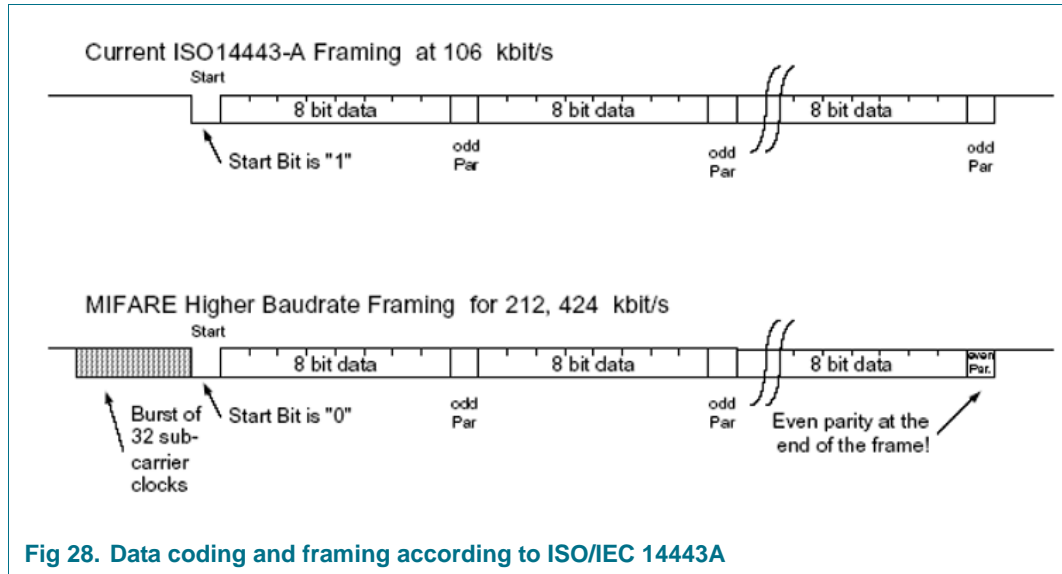 Current ISO14443-A Framing at 106 kbit/s
Start
8 bit data
8 bit data
8 bit data
Start Bit is "1"
odd
Par
odd
Par
odd
Par
MIFARE Higher Baudrate Framing for 212, 424 kbit/s
Start
8 bit data
8 bit data
8 bit data
even
Par.
Burst of
32 sub-
carrier
clocks
Start Bit is "0"
odd
Par
odd
Par
Even parity at the
end of the frame!
Fig 28. Data coding and framing according to ISO/IEC 14443A